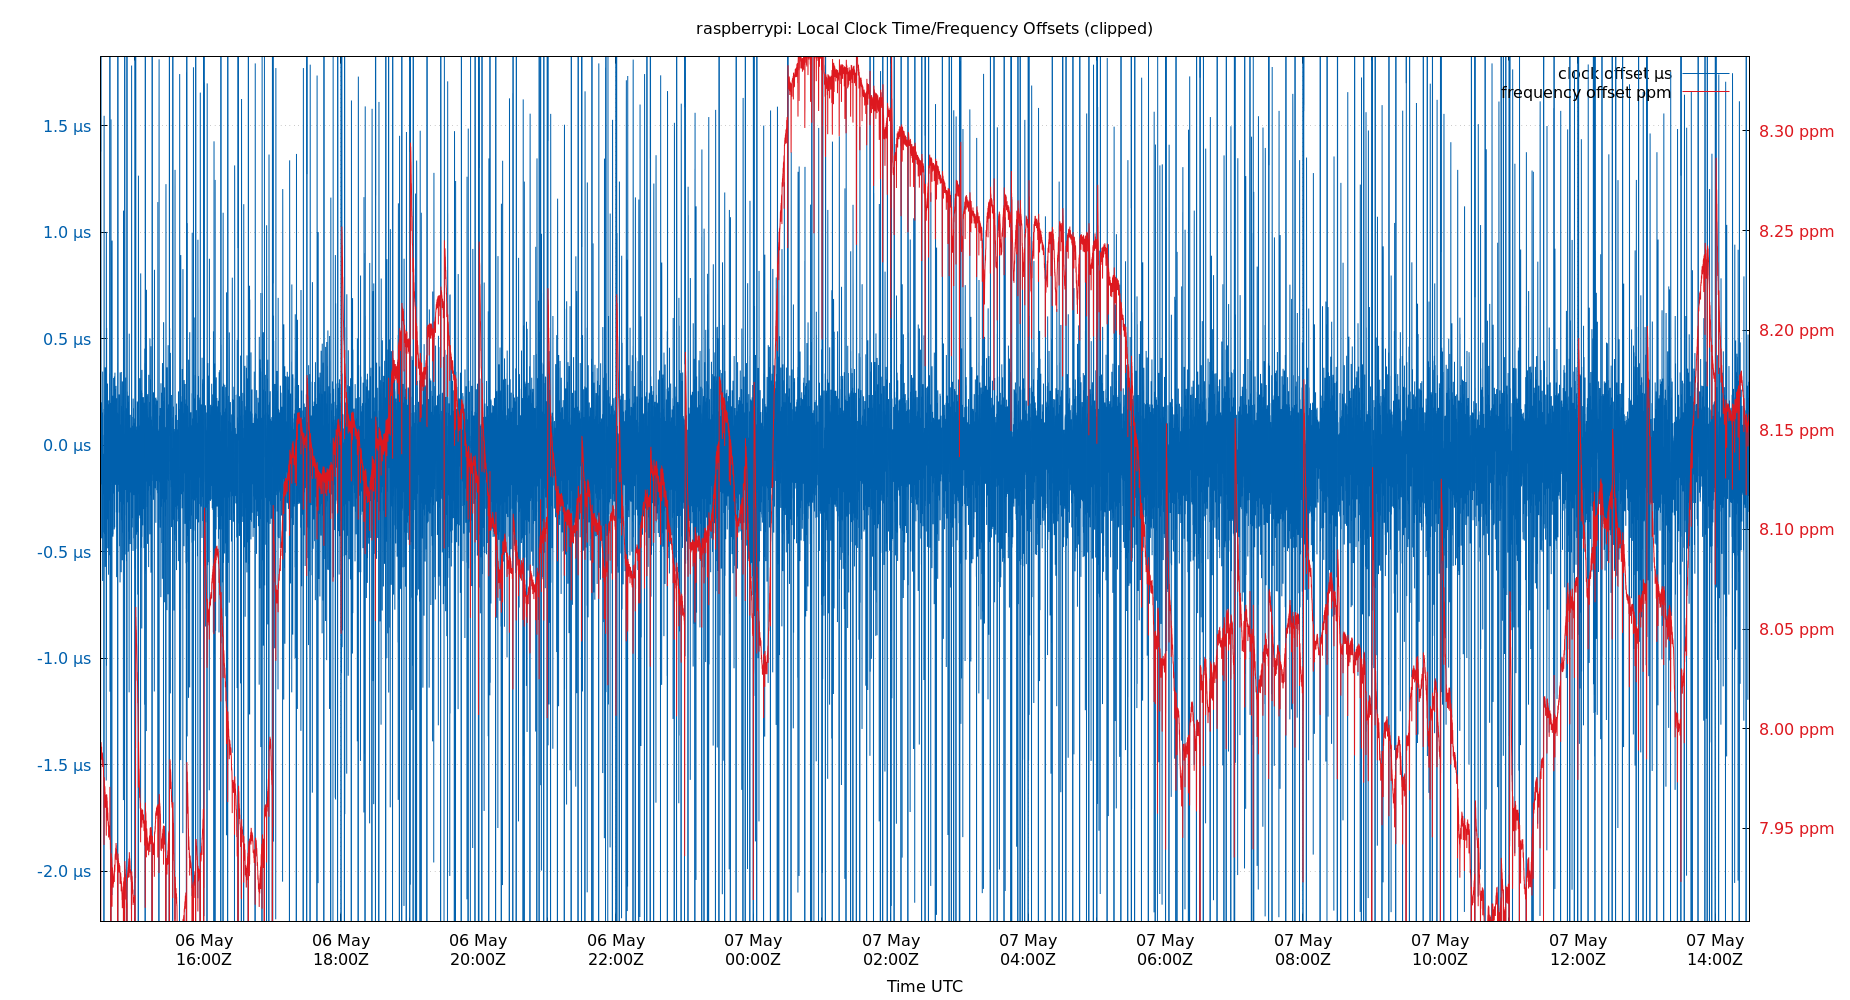 raspberrypi: Local Clock Time/Frequency Offsets (clipped)
clock offset µs
frequency offset ppm
1.5 µs
1.0 µs
0.5 µs
0.0 µs
-0.5 µs
-1.0 µs
-1.5 µs
-2.0 µs
8.30 ppm
8.25 ppm
8.20 ppm
8.15 ppm
8.10 ppm
8.05 ppm
8.00 ppm
7.95 ppm
06 May 06 May 06 May 06 May 07 May 07 May 07 May 07 May 07 May 07 May 07 May 07 May
16:00Z 18:00Z 20:00Z 22:00Z 00:00Z 02:00Z 04:00Z 06:00Z 08:00Z 10:00Z 12:00Z 14:00Z
Time UTC